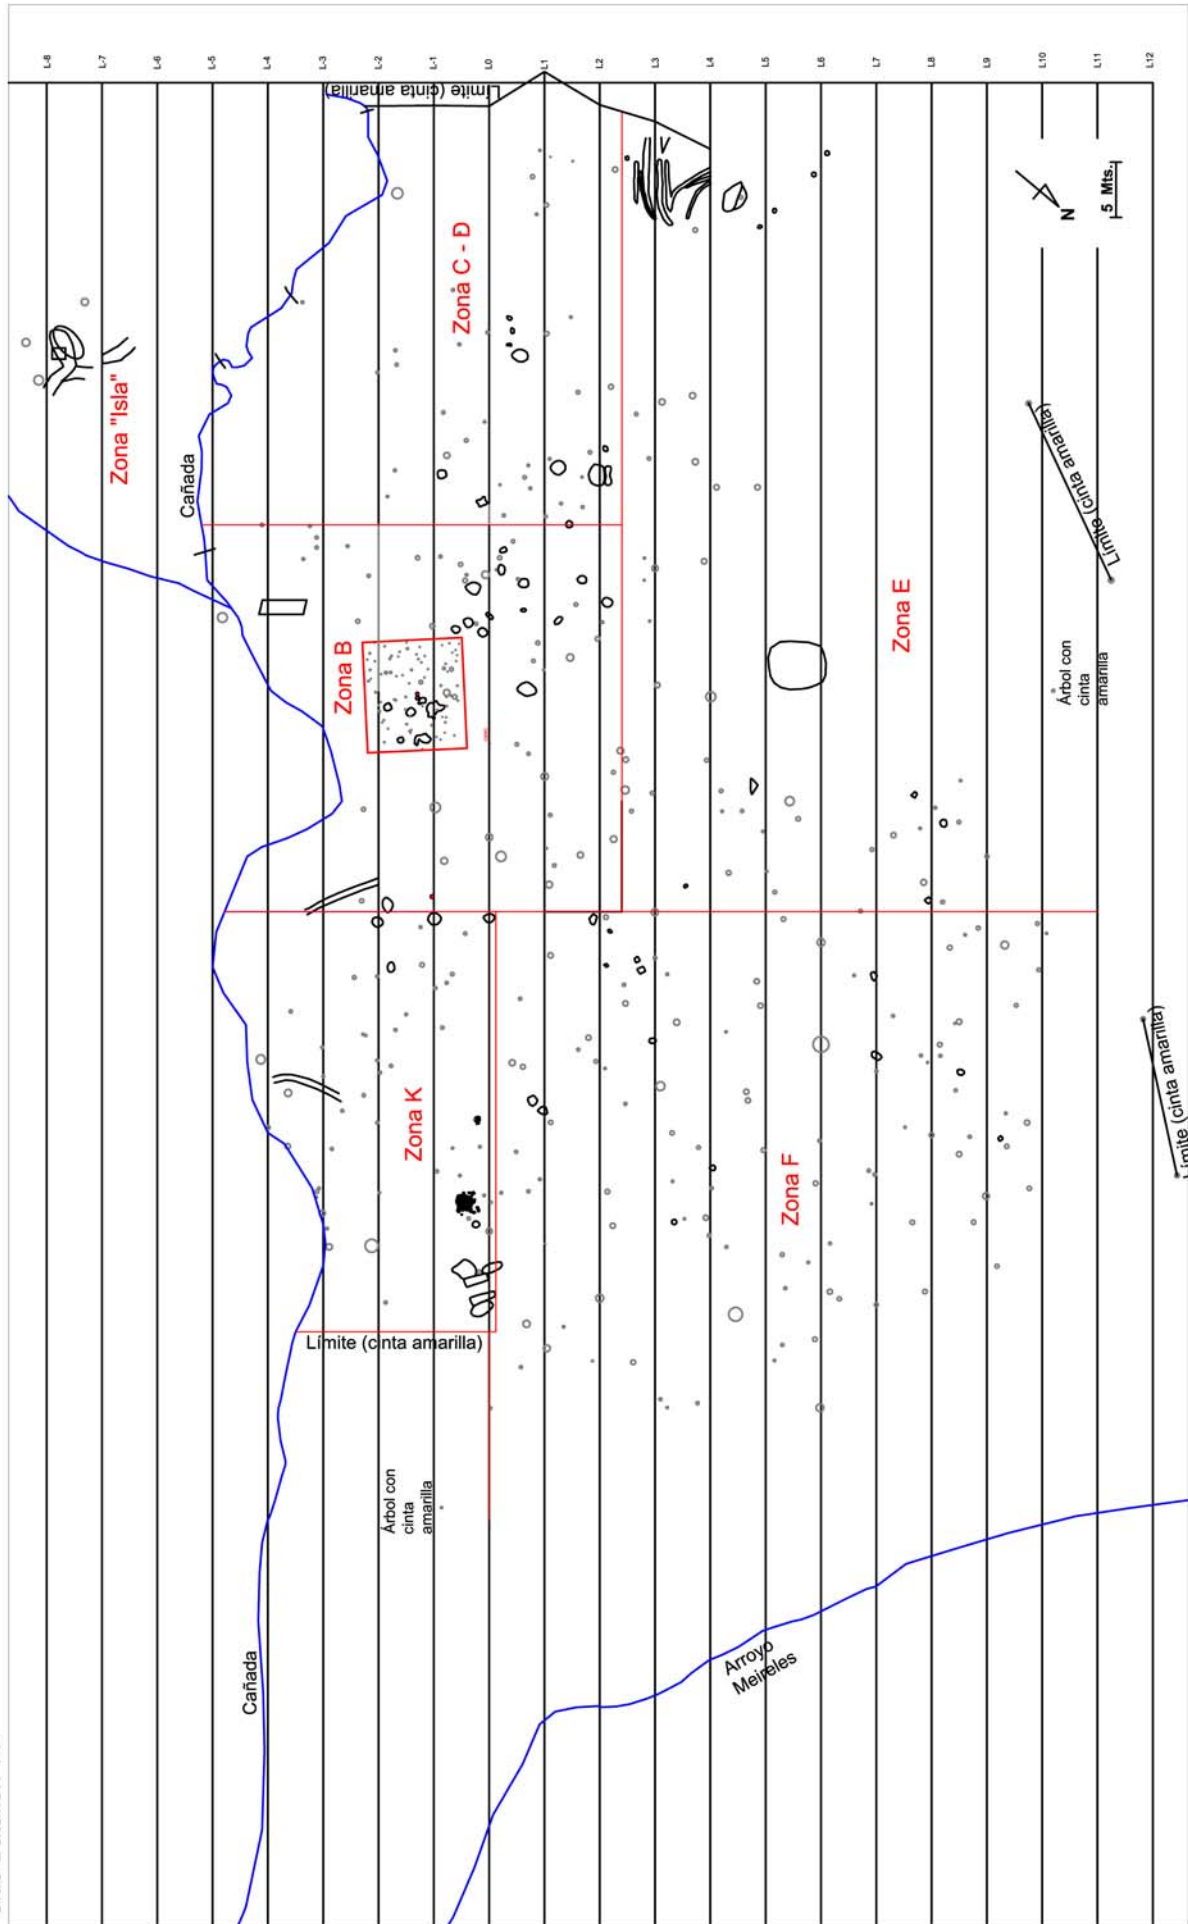 L-8
L-7
L-6
L-5
L-4
L-3
L-2
L-1
L0
L1
L2
L3
L4
L5
L6
L7
L8
L9
L10
L11
L12
Límite (cinta amarilla)
Zona "Isla"
Cañada
Zona C - D
N
5 Mts.
Límite (cinta amarilla)
Zona B
Zona E
Árbol con
cinta
amarilla
Zona K
Zona F
Límite (cinta amarilla)
Límite (cinta amarilla)
Árbol con
cinta
amarilla
Cañada
Arroyo
Meireles